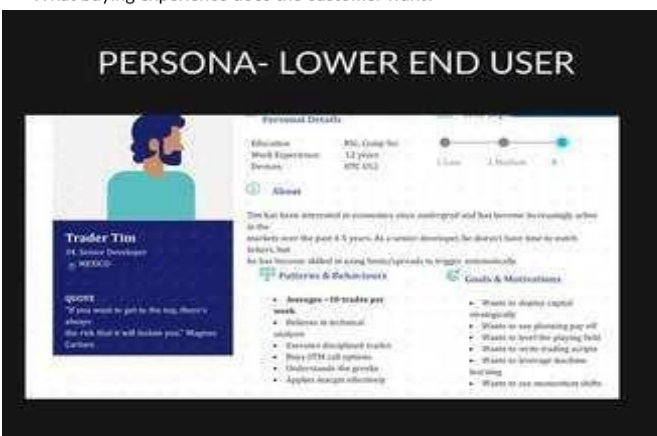 PERSONA- LOWER END USER
Personal Details
Education BSc, Comp Sci
Work Experience 12 years
Devices
1. Low 2. Medium
About
Tim has been interested in economics since undergrad and has become increasingly active
in the
markets over the past 4-5 years. As a senior developer, he doesn't have time to watch
tickers, but
he has become skilled in using limits/spreads to trigger automatically.
Trader Tim
34, Senior Developer
MEXICO
QUOTE
"If you want to get to the top, there's
always
the risk that it will isolate you." Magnus
Carlsen
Patterns & Behaviours
• Averages ~10 trades per
week
• Believes in technical
analysis
• Executes disciplined trades
• Buys OTM call options
• Understands the greeks
• Applies margin effectively
Goals & Motivations
• Wants to deploy capital
strategically
• Wants to see planning pay off
• Wants to level the playing field
• Wants to write trading scripts
• Wants to leverage machine
learning
• Wants to see momentum shifts